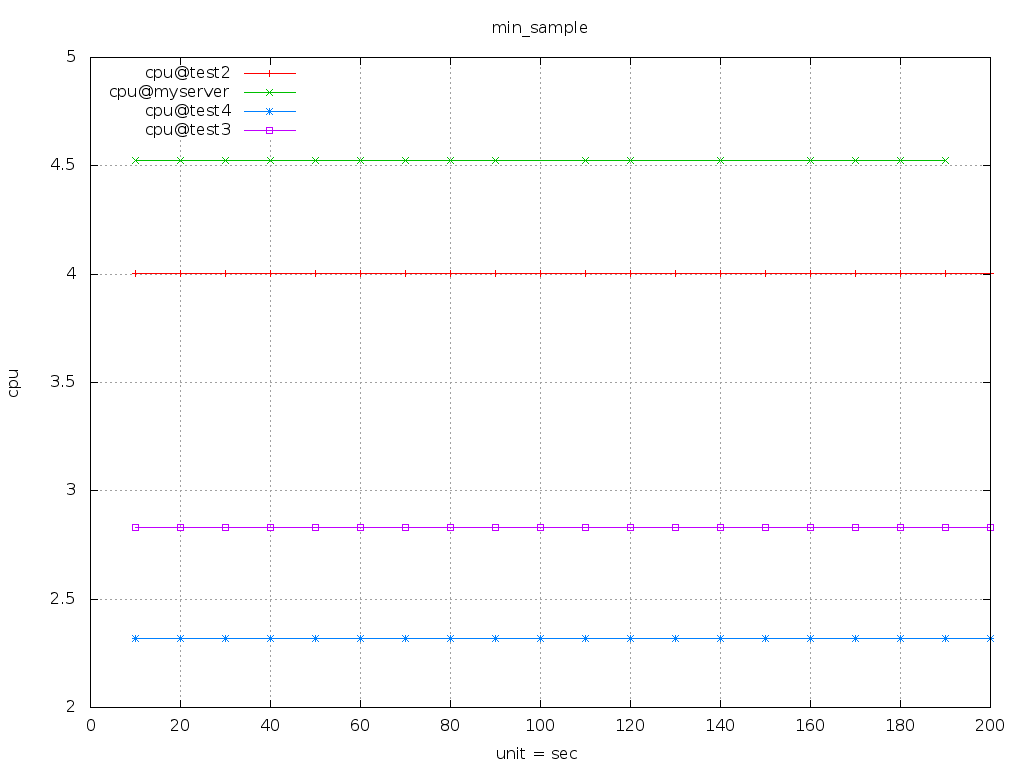 min_sample
5
cpu@test2
cpu@myserver
cpu@test4
cpu@test3
4.5
4
3.5
cpu
3
2.5
2
0 20 40 60 80 100 120 140 160 180 200
unit = sec